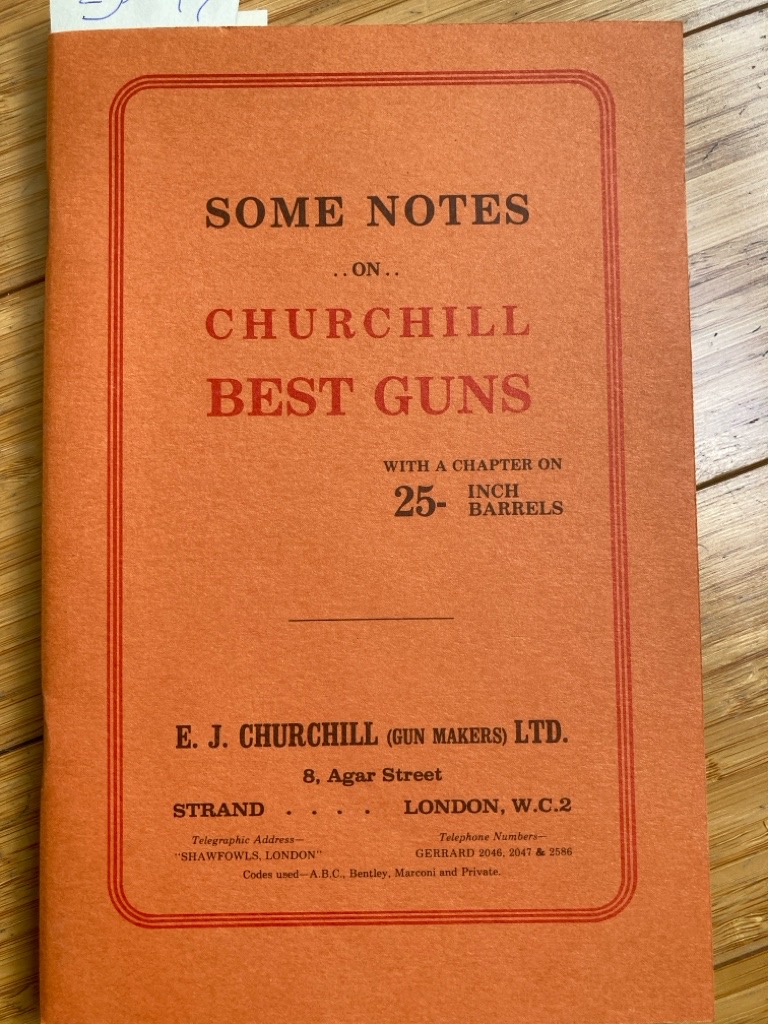 SOME NOTES
..ON..
CHURCHILL
BEST GUNS
WITH A CHAPTER ON
25- INCH
BARRELS
E. J. CHURCHILL (GUN MAKERS) LTD.
8, Agar Street
STRAND . . . . LONDON, W.C.2
Telegraphic Address— Telephone Numbers—
"SHAWFOWLS, LONDON" GERRARD 2046, 2047 & 2586
Codes used—A.B.C., Bentley, Marconi and Private.